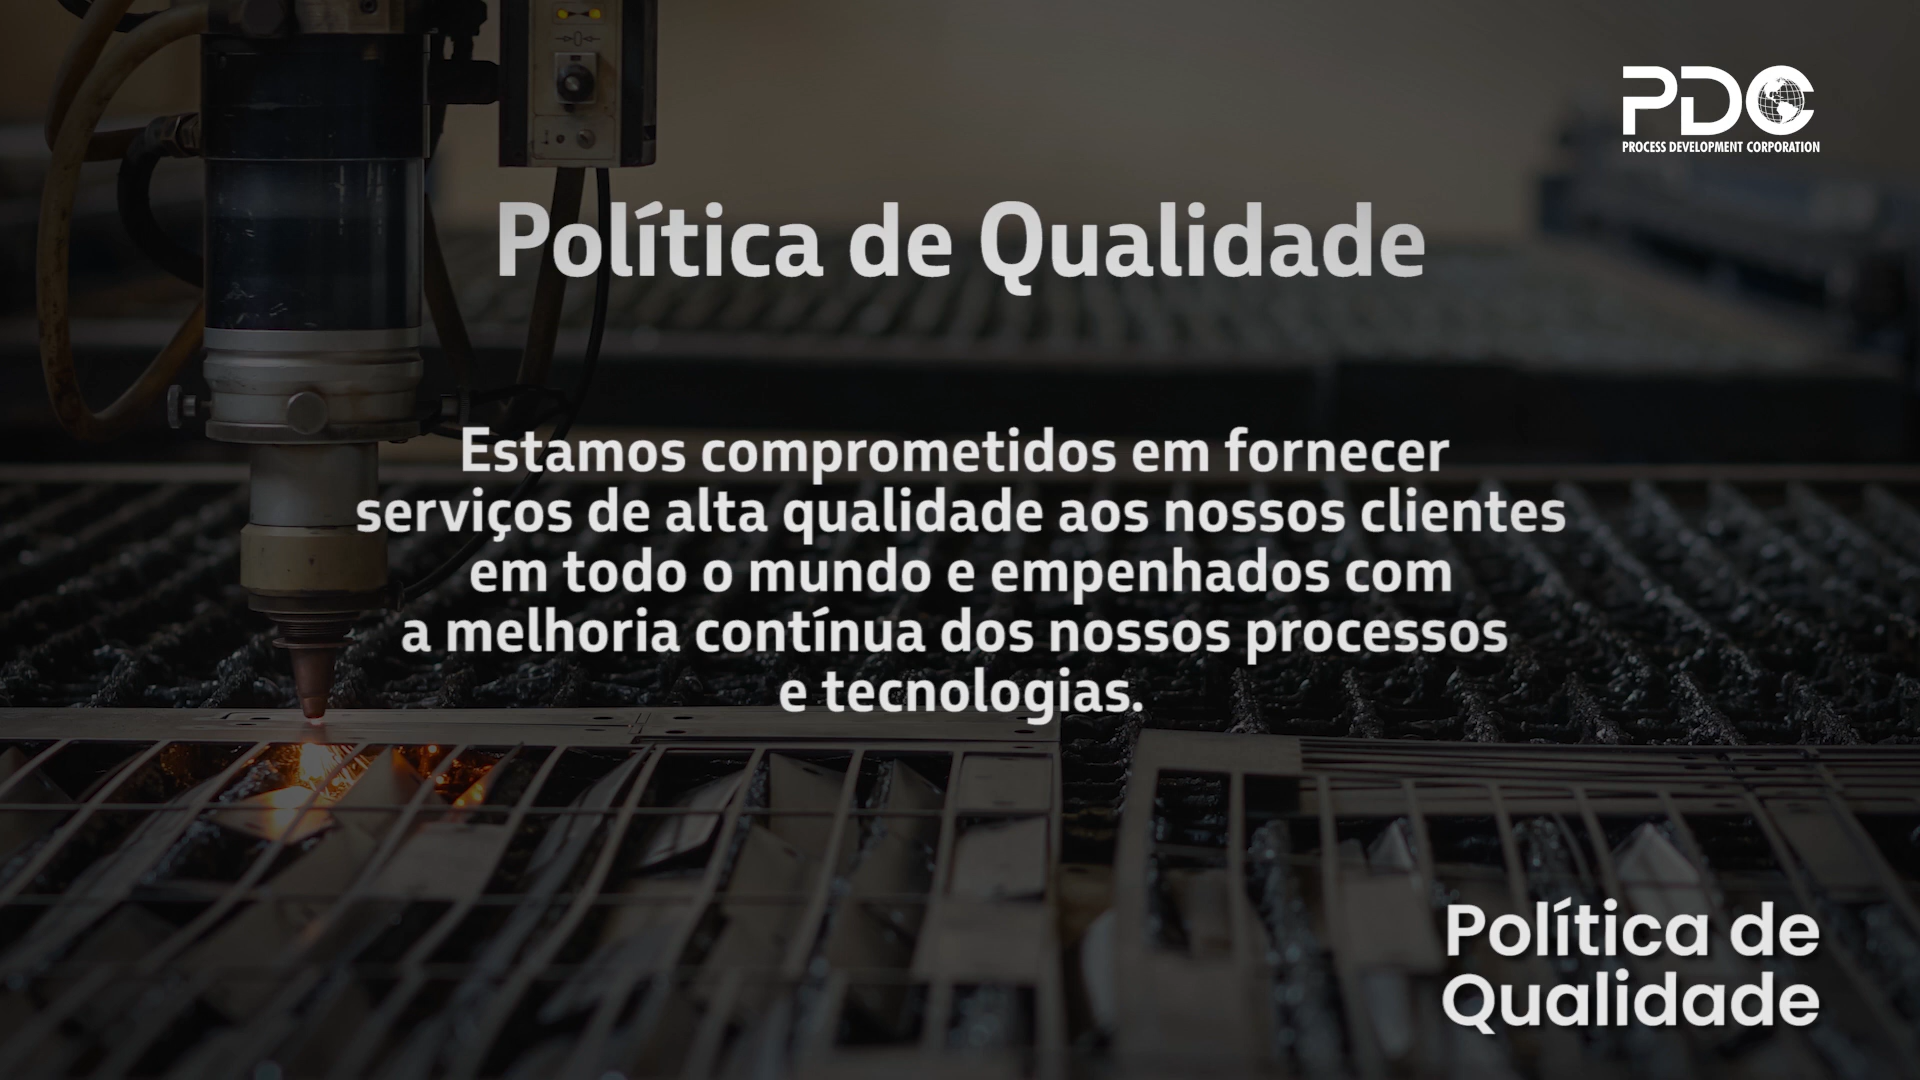 PDC
PROCESS DEVELOPMENT CORPORATION
Política de Qualidade
Estamos comprometidos em fornecer
serviços de alta qualidade aos nossos clientes
em todo o mundo e empenhados com
a melhoria contínua dos nossos processos
e tecnologias.
Política de
Qualidade